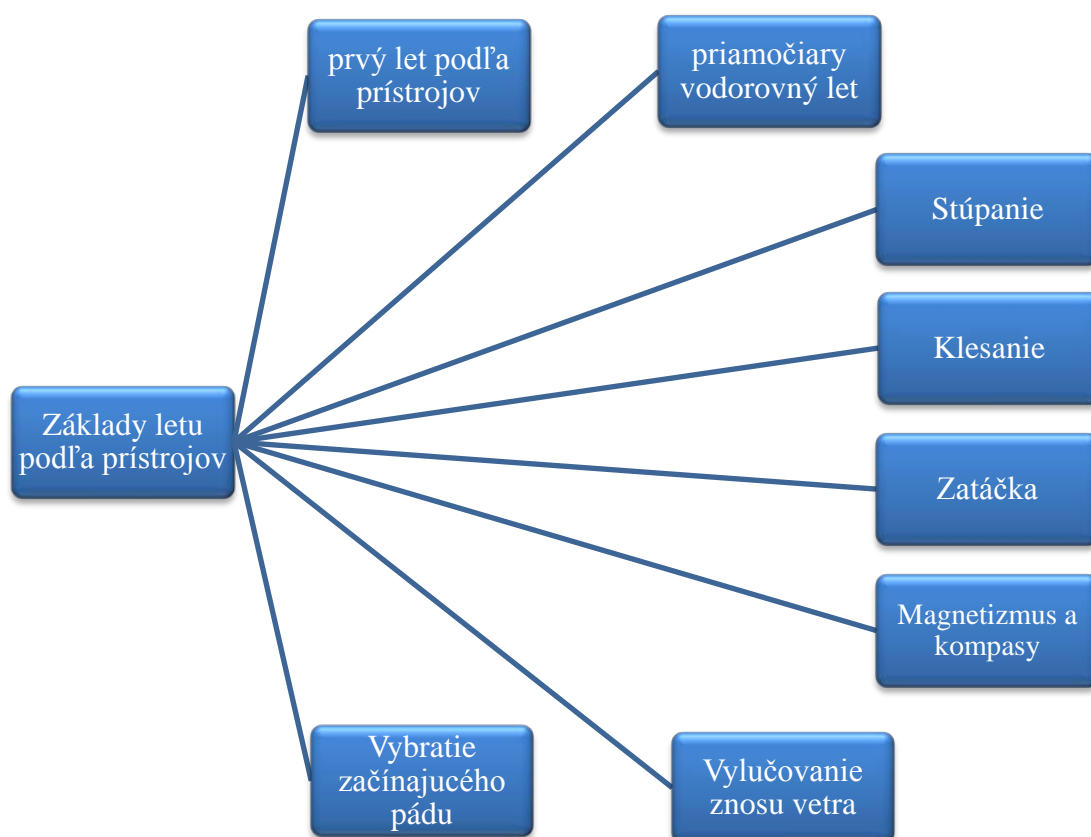 prvý let podľa
prístrojov
priamočiary
vodorovný let
Stúpanie
Klesanie
Základy letu
podľa prístrojov
Zatáčka
Magnetizmus a
kompasy
Vybratie
začínajucého
pádu
Vylučovanie
znosu vetra